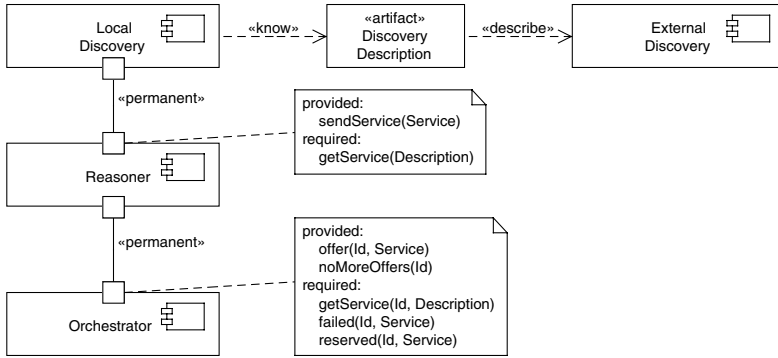 Local
Discovery
«know»
«artifact»
Discovery
Description
«describe»
External
Discovery
«permanent»
provided:
sendService(Service)
required:
getService(Description)
Reasoner
«permanent»
provided:
offer(Id, Service)
noMoreOffers(Id)
required:
getService(Id, Description)
failed(Id, Service)
reserved(Id, Service)
Orchestrator